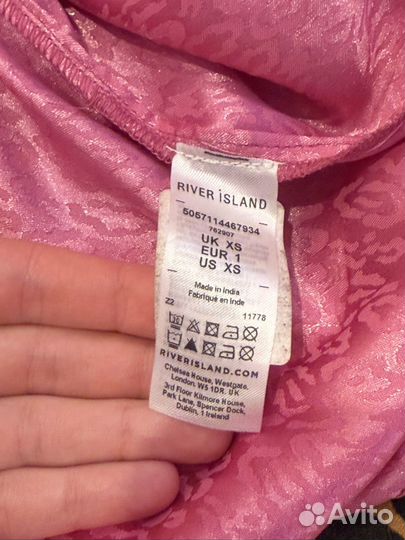 RIVER iSLAND
5057114467934
762907
UK XS
EUR 1
US XS
Made in India
Fabriqué en Inde
Z2 11778
RIVERISLAND.COM
Chelsea House, Westgate,
London. W5 1DR. UK
3rd Floor Kilmore House,
Park Lane, Spencer Dock,
Dublin, 1 Ireland
Avito